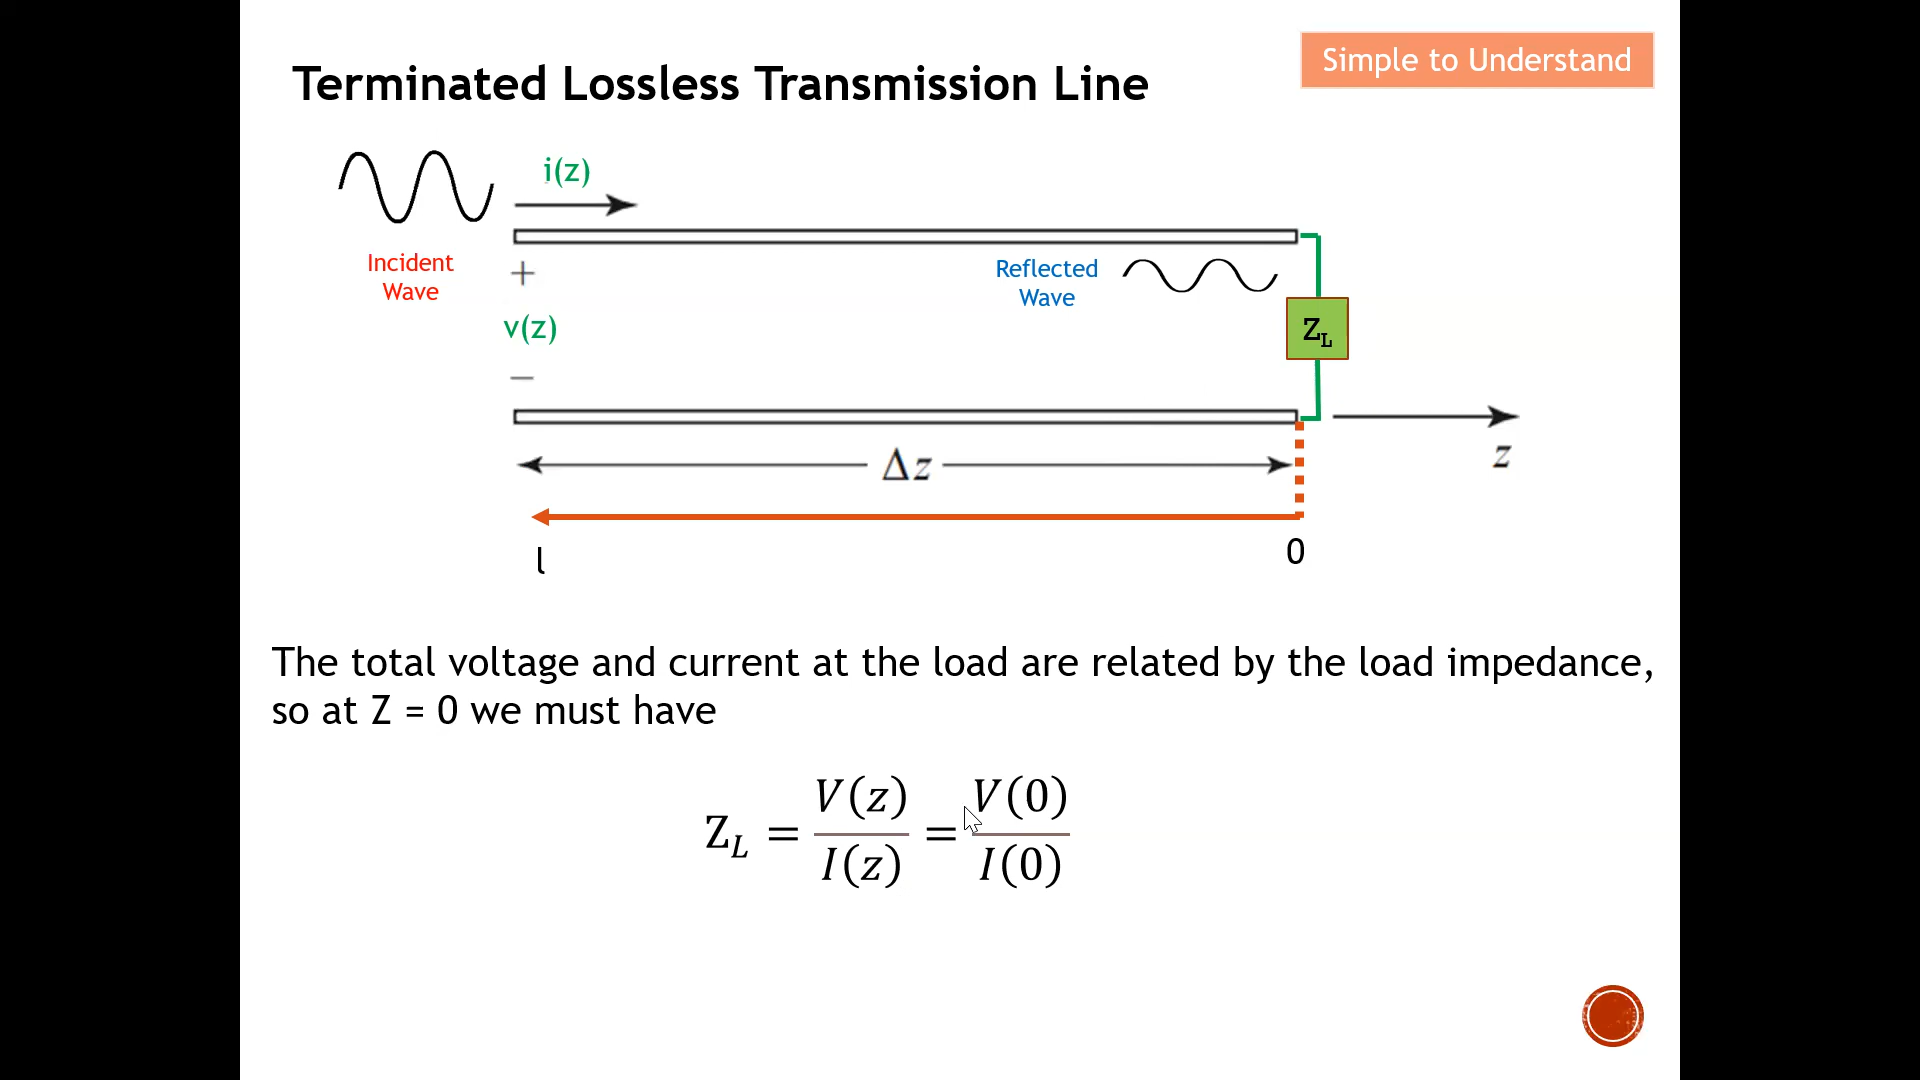 Terminated Lossless Transmission Line
Simple to Understand
i(z)
Incident
Wave
+
v(z)
−
Reflected
Wave
Z_L
Δz
z
l
0
The total voltage and current at the load are related by the load impedance,
so at Z = 0 we must have
Z_L = V(z)/I(z) = V(0)/I(0)